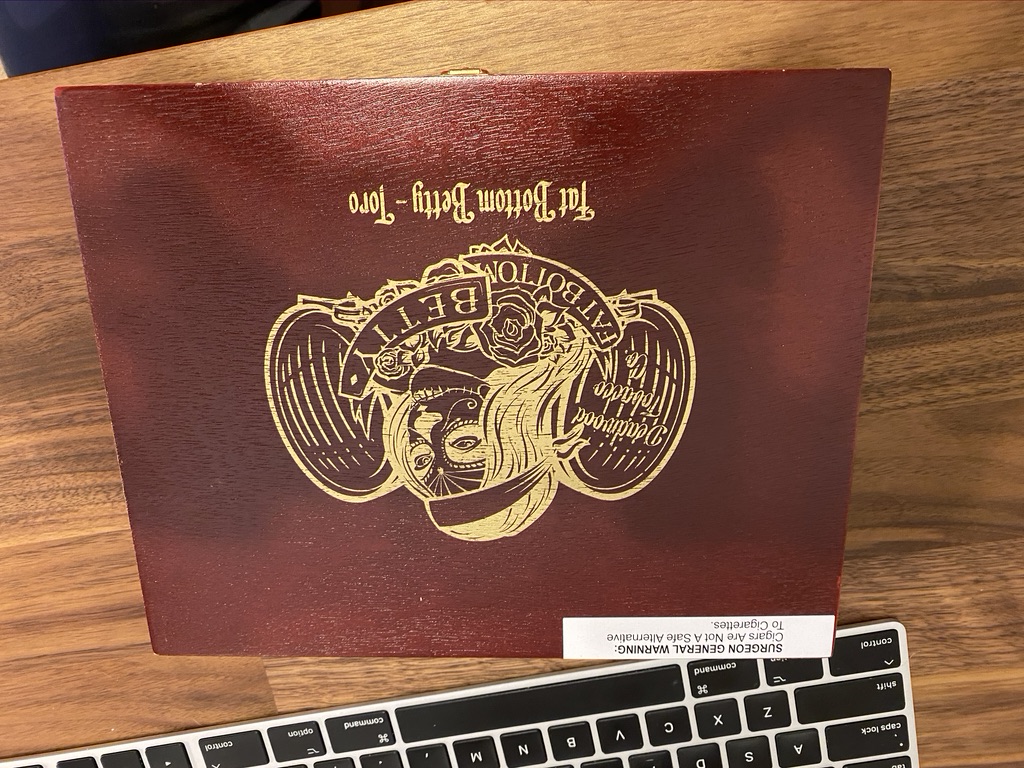 Deadwood
Tobacco
Co.
FAT BOTTOM
BETTY
Fat Bottom Betty - Toro
SURGEON GENERAL WARNING:
Cigars Are Not A Safe Alternative
To Cigarettes.
caps lock A S
shift Z X C V B N M ,
control option command command option control